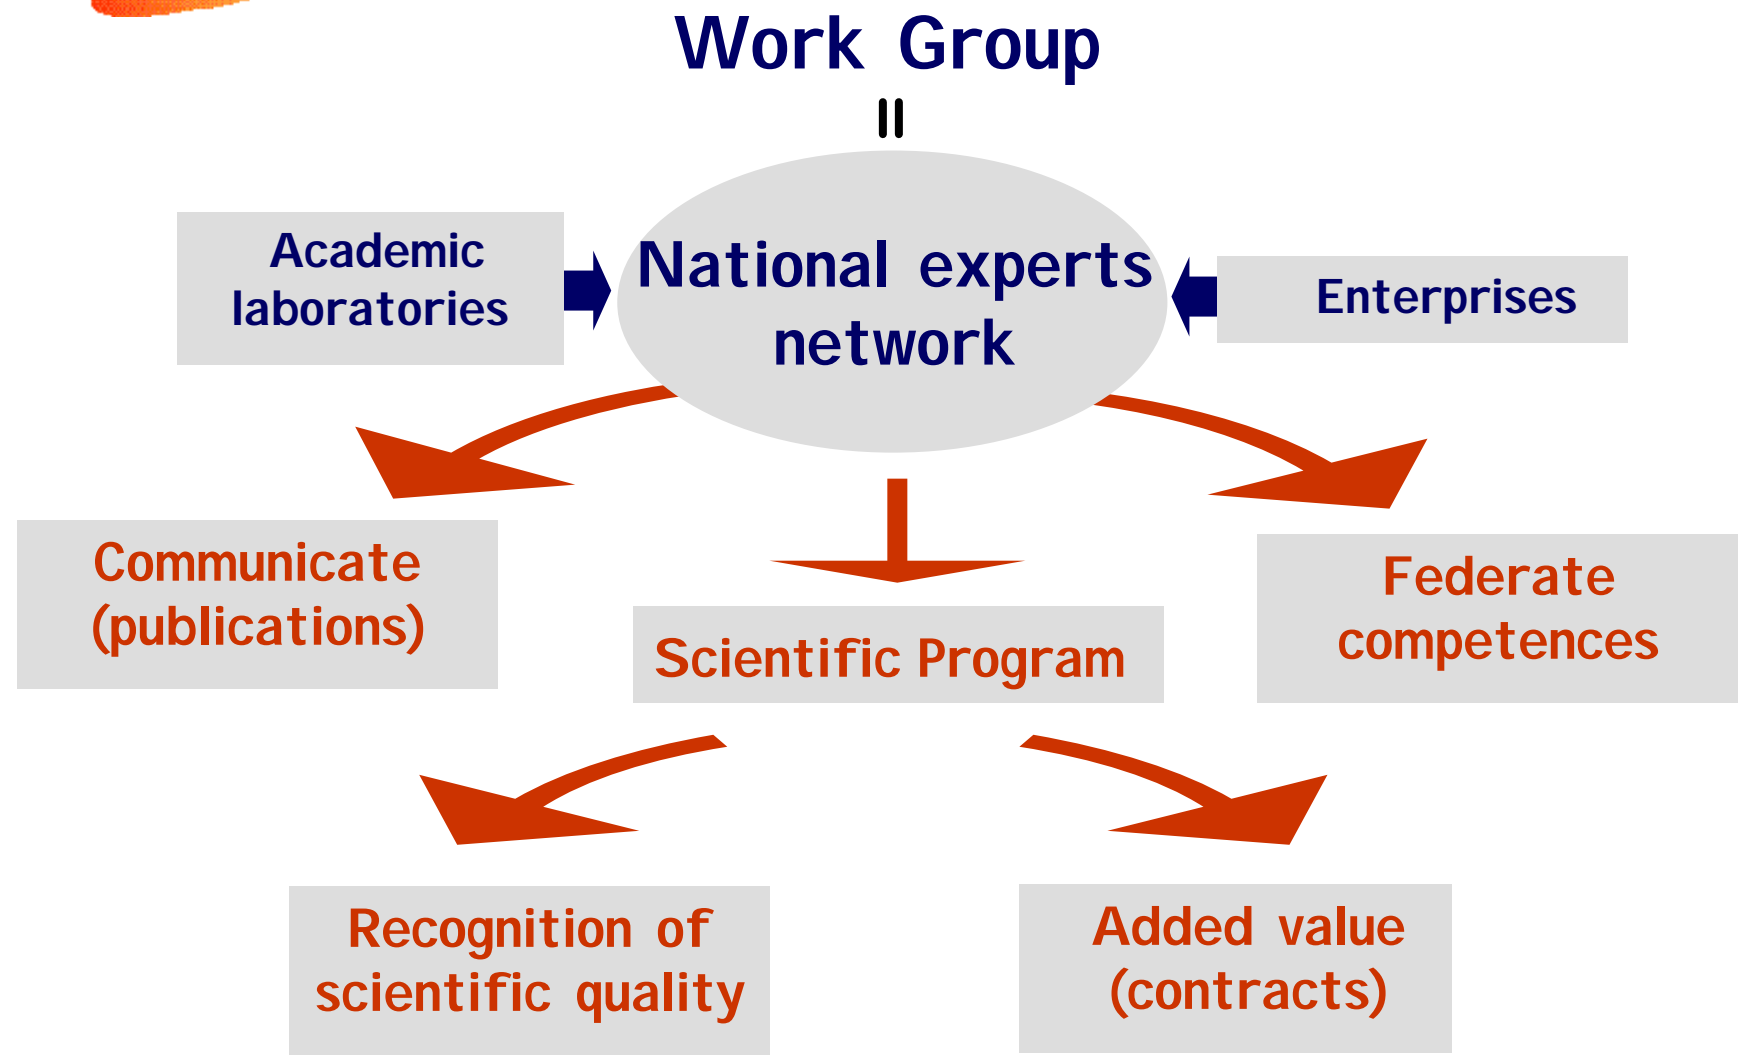 Work Group
=
Academic
laboratories
National experts
network
Enterprises
Communicate
(publications)
Scientific Program
Federate
competences
Recognition of
scientific quality
Added value
(contracts)